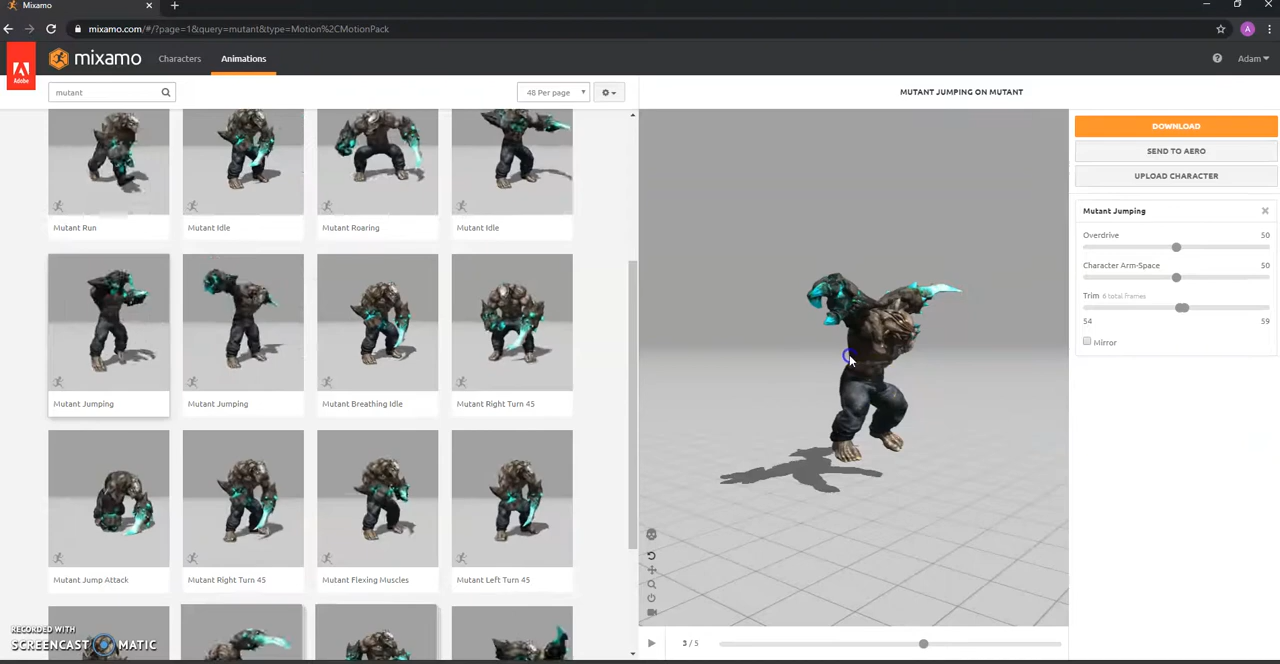 Mixamo
mixamo.com/#/?page=1&query=mutant&type=Motion%2CMotionPack
A
Adobe
mixamo
Characters
Animations
Adam
mutant
48 Per page
MUTANT JUMPING ON MUTANT
DOWNLOAD
SEND TO AERO
UPLOAD CHARACTER
Mutant Jumping
Overdrive 50
Character Arm-Space 50
Trim 6 total frames
54 59
Mirror
Mutant Run
Mutant Idle
Mutant Roaring
Mutant Idle
Mutant Jumping
Mutant Jumping
Mutant Breathing Idle
Mutant Right Turn 45
Mutant Jump Attack
Mutant Right Turn 45
Mutant Flexing Muscles
Mutant Left Turn 45
3 / 5
RECORDED WITH
SCREENCAST MATIC